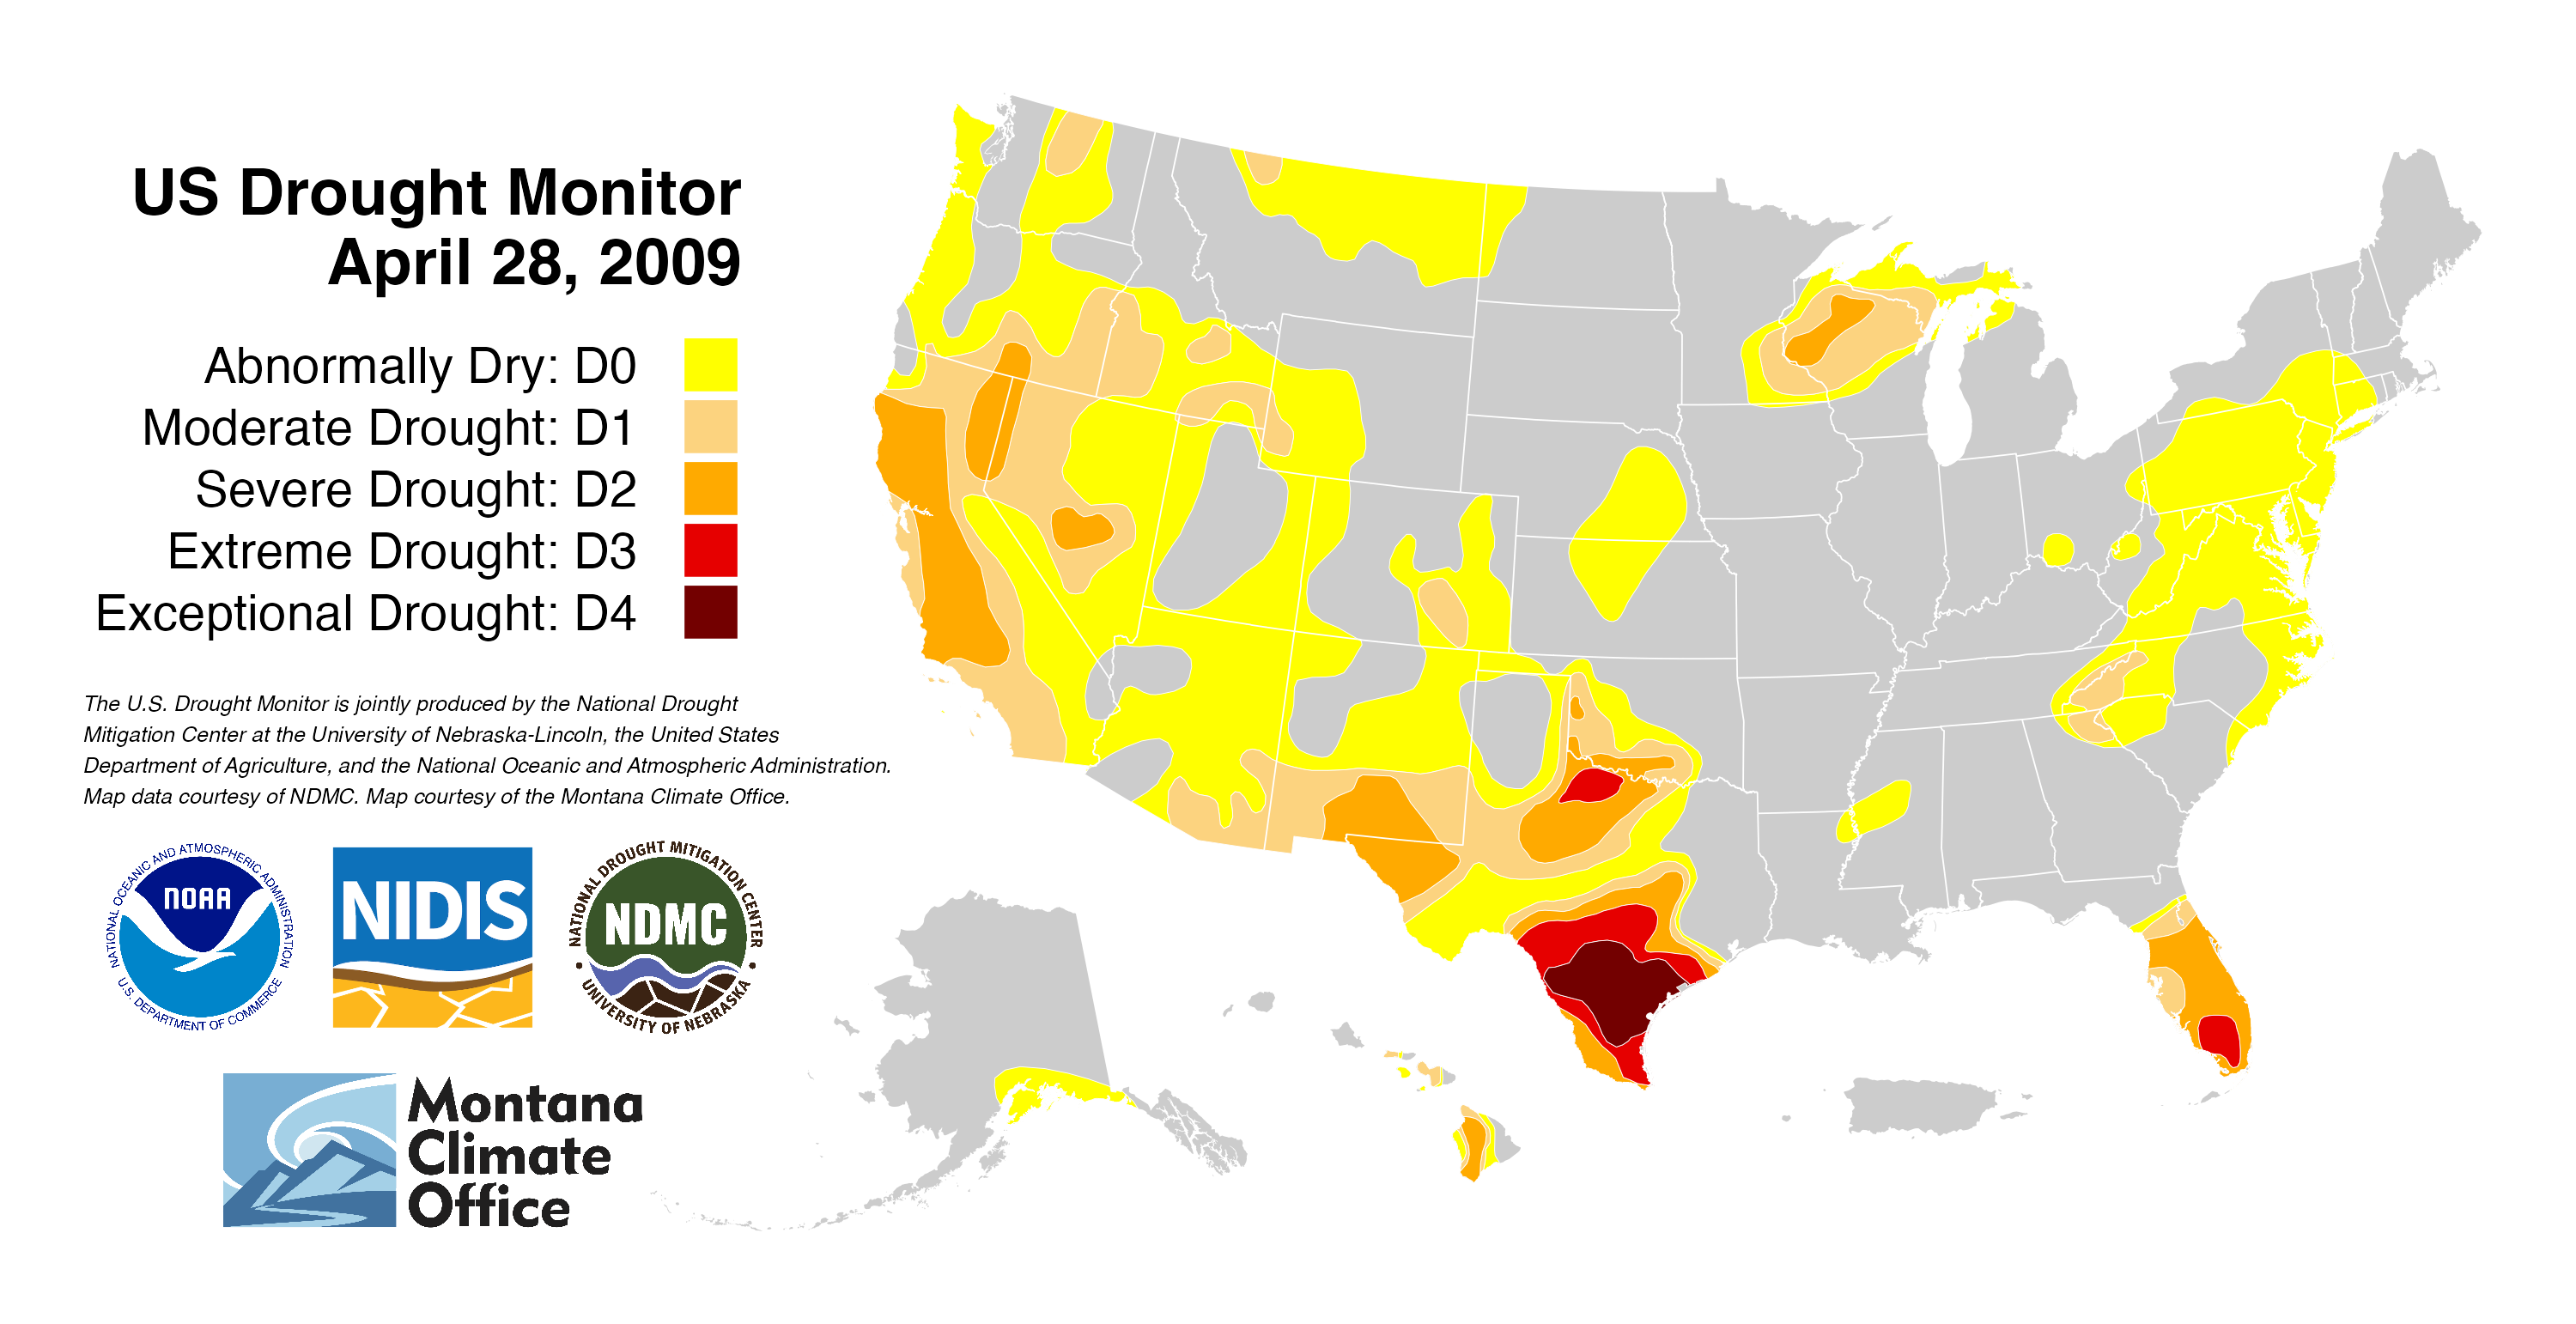 US Drought Monitor
April 28, 2009
Abnormally Dry: D0
Moderate Drought: D1
Severe Drought: D2
Extreme Drought: D3
Exceptional Drought: D4
The U.S. Drought Monitor is jointly produced by the National Drought
Mitigation Center at the University of Nebraska-Lincoln, the United States
Department of Agriculture, and the National Oceanic and Atmospheric Administration.
Map data courtesy of NDMC. Map courtesy of the Montana Climate Office.
NATIONAL OCEANIC AND ATMOSPHERIC ADMINISTRATION
NOAA
U.S. DEPARTMENT OF COMMERCE
NIDIS
NATIONAL DROUGHT MITIGATION CENTER
NDMC
UNIVERSITY OF NEBRASKA
Montana
Climate
Office